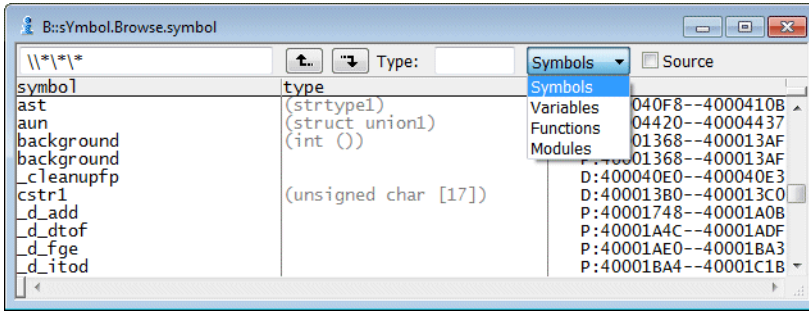 B::sYmbol.Browse.symbol
\\*\*\* t.. Type: Symbols Source
symbol type Symbols
ast (strtype1) Variables 040F8--4000410B
aun (struct union1) Functions 04420--40004437
background (int ()) Modules 01368--400013AF
background P:40001368--400013AF
_cleanupfp D:400040E0--400040E3
cstr1 (unsigned char [17]) D:400013B0--400013C0
_d_add P:40001748--40001A0B
_d_dtof P:40001A4C--40001ADF
_d_fge P:40001AE0--40001BA3
_d_itod P:40001BA4--40001C1B